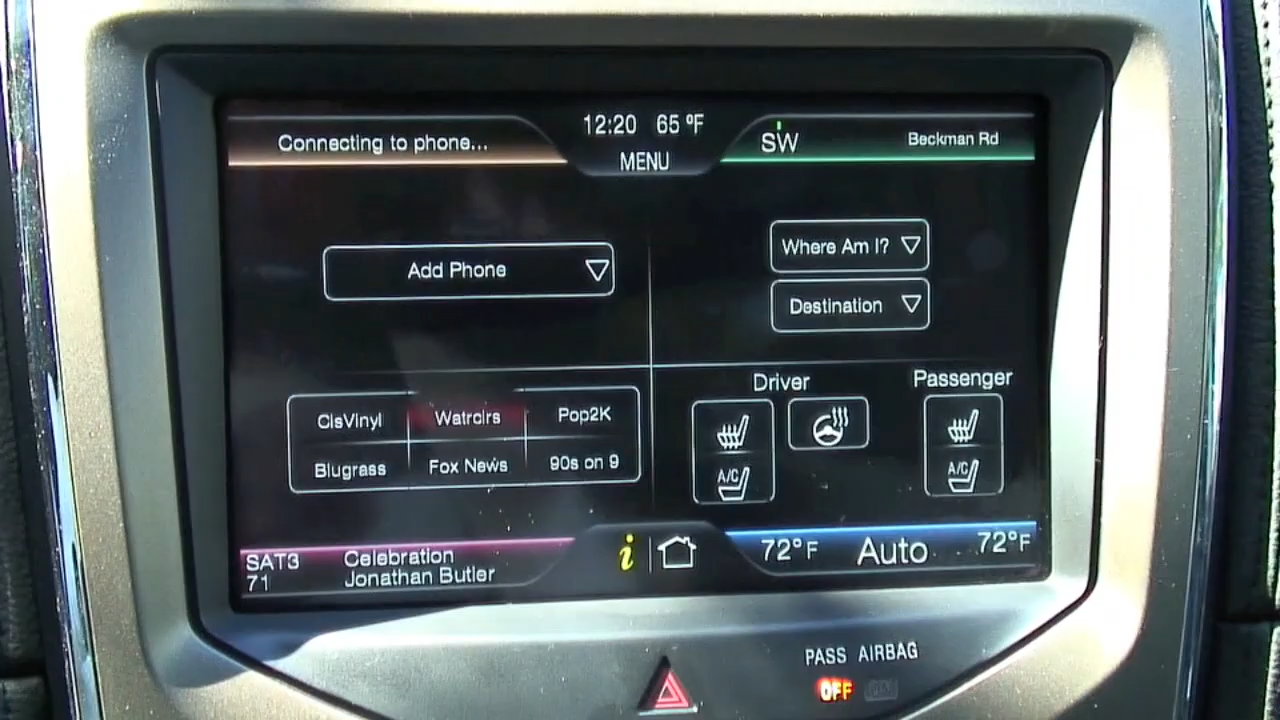 Connecting to phone...
12:20 65 ºF
MENU
SW
Beckman Rd
Add Phone
Where Am I?
Destination
ClsVinyl Watrclrs Pop2K
Blugrass Fox News 90s on 9
Driver
Passenger
A/C
A/C
SAT3
71
Celebration
Jonathan Butler
i
72°F Auto 72°F
PASS AIRBAG
OFF